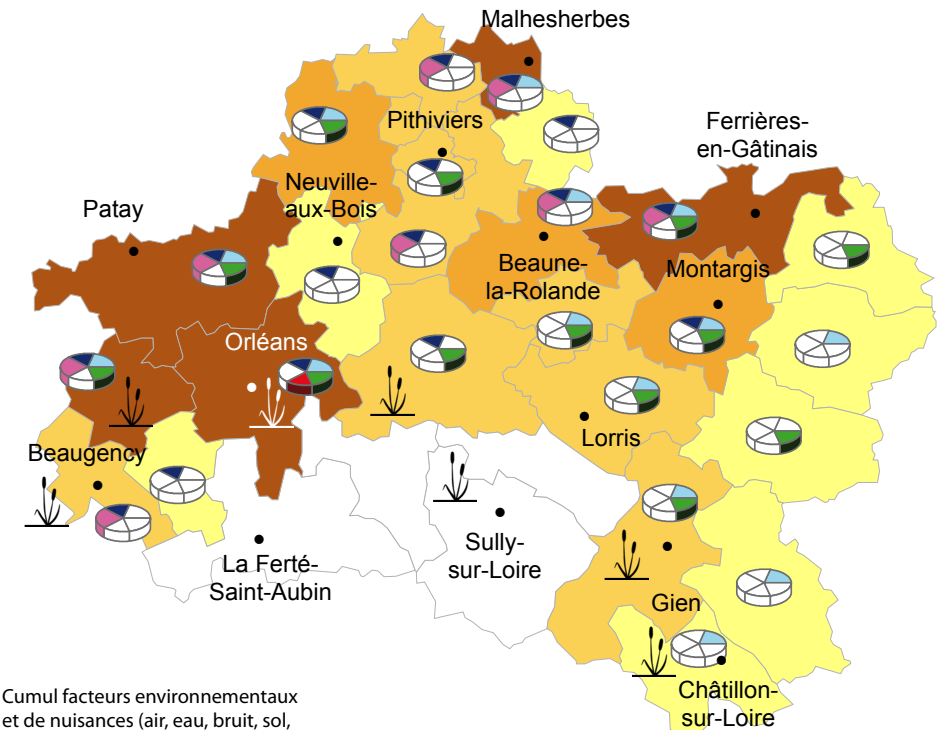 Malhesherbes
Pithiviers
Ferrières-
en-Gâtinais
Neuville-
aux-Bois
Patay
Beaune-
la-Rolande
Montargis
Orléans
Lorris
Beaugency
Sully-
sur-Loire
La Ferté-
Saint-Aubin
Gien
Châtillon-
sur-Loire
Cumul facteurs environnementaux
et de nuisances (air, eau, bruit, sol,